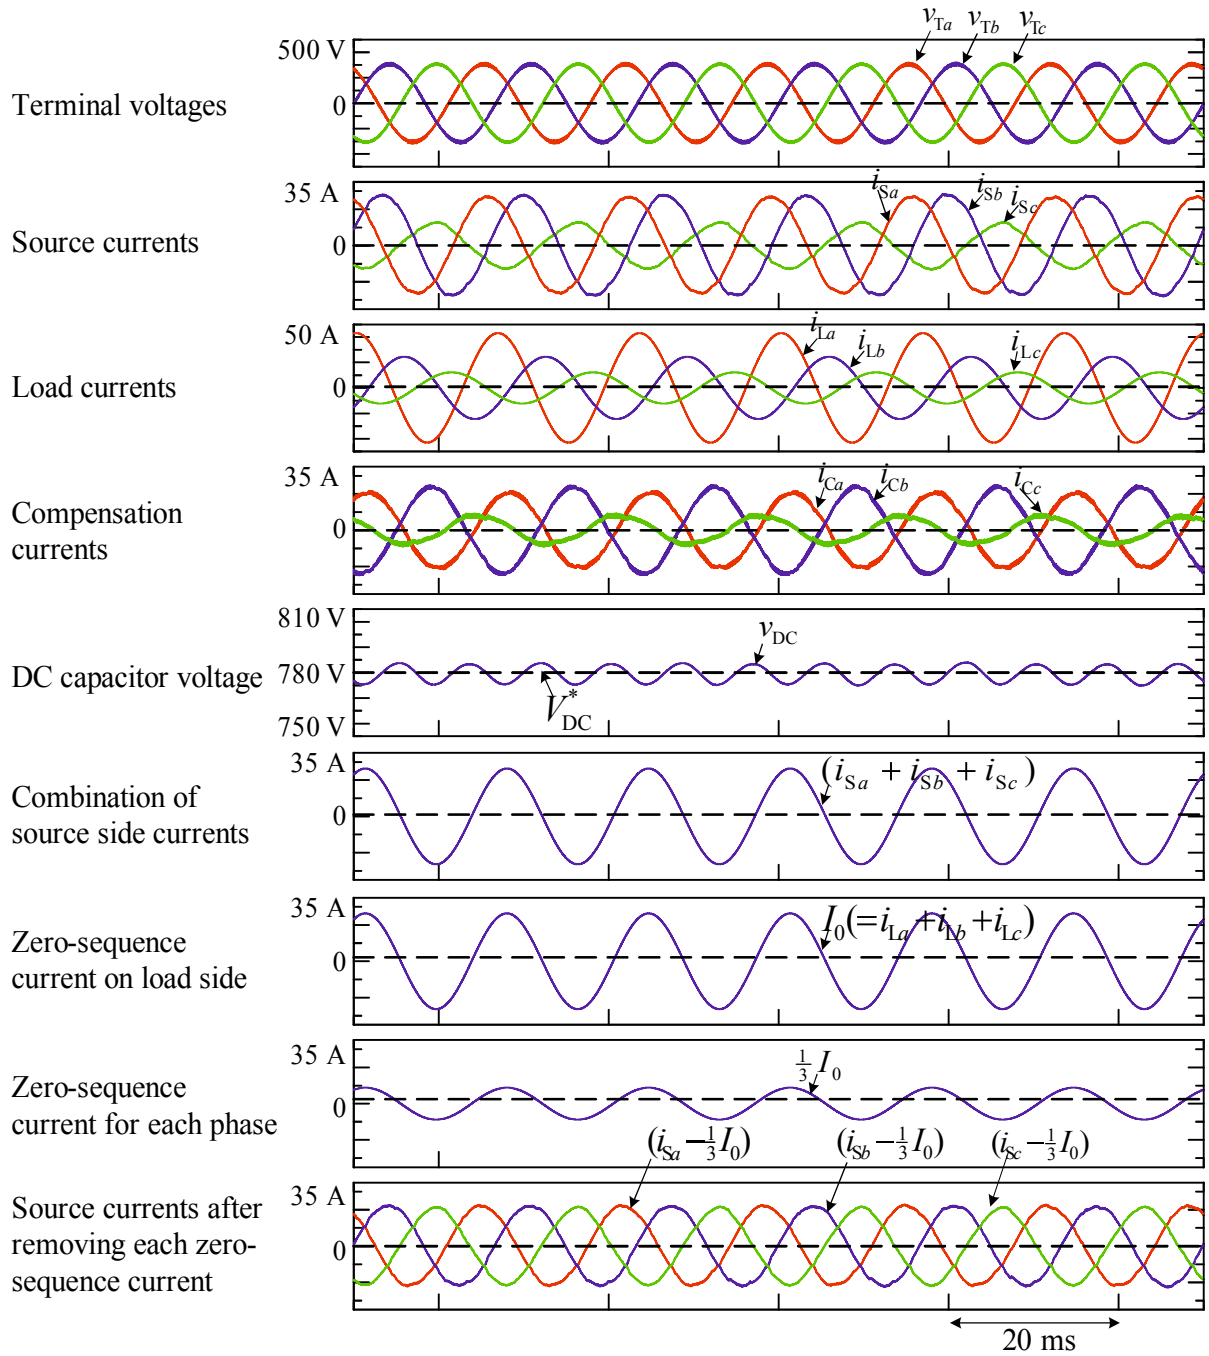 v_Ta v_Tb v_Tc
500 V
Terminal voltages
0
35 A
i_Sa i_Sb i_Sc
Source currents
0
50 A
i_La i_Lb i_Lc
Load currents
0
35 A
i_Ca i_Cb i_Cc
Compensation
currents
0
810 V
v_DC
DC capacitor voltage
780 V
V*_DC
750 V
35 A
(i_Sa + i_Sb + i_Sc)
Combination of
source side currents
0
35 A
I_0(=i_La+i_Lb+i_Lc)
Zero-sequence
current on load side
0
35 A
1/3 I_0
Zero-sequence
current for each phase
0
(i_Sa − 1/3 I_0) (i_Sb − 1/3 I_0) (i_Sc − 1/3 I_0)
35 A
Source currents after
removing each zero-
sequence current
0
20 ms